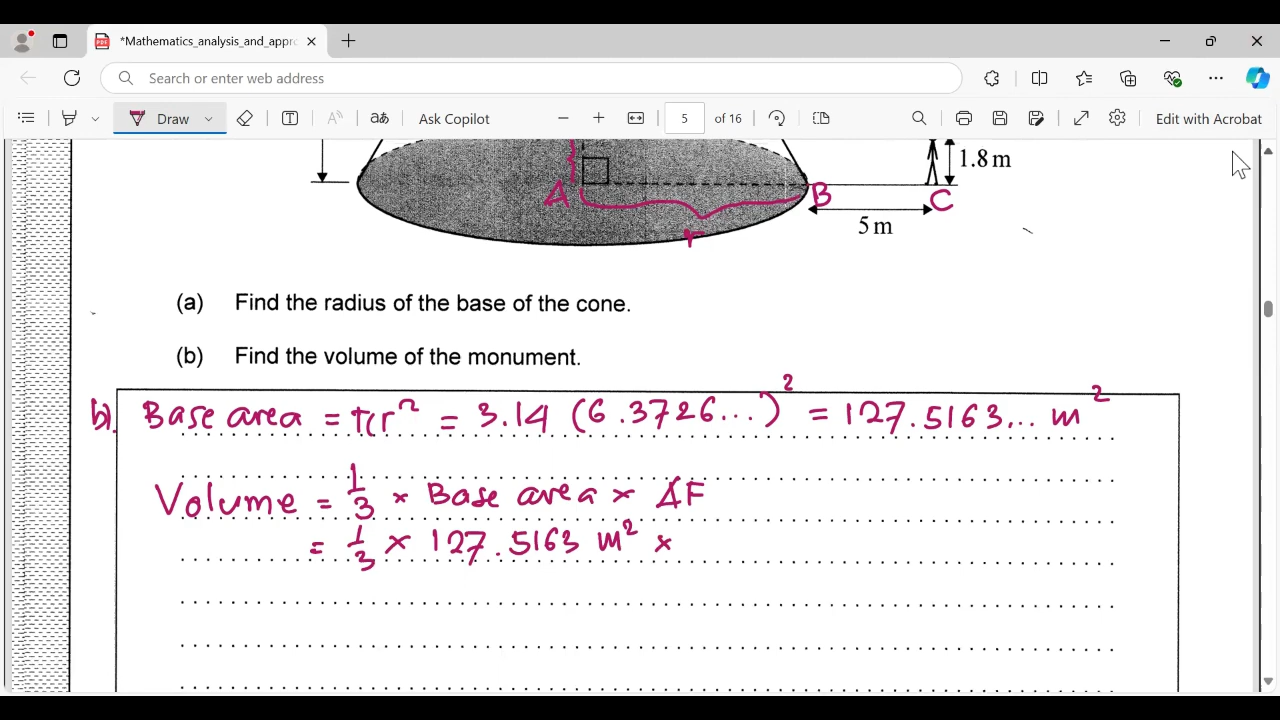 *Mathematics_analysis_and_appro
Search or enter web address
Draw
Ask Copilot
5 of 16
Edit with Acrobat
1.8 m
A
B
C
r
5 m
(a) Find the radius of the base of the cone.
(b) Find the volume of the monument.
b). Base area = πr² = 3.14 (6.3726...)² = 127.5163... m²
Volume = 1/3 × Base area × AF
= 1/3 × 127.5163 m² ×